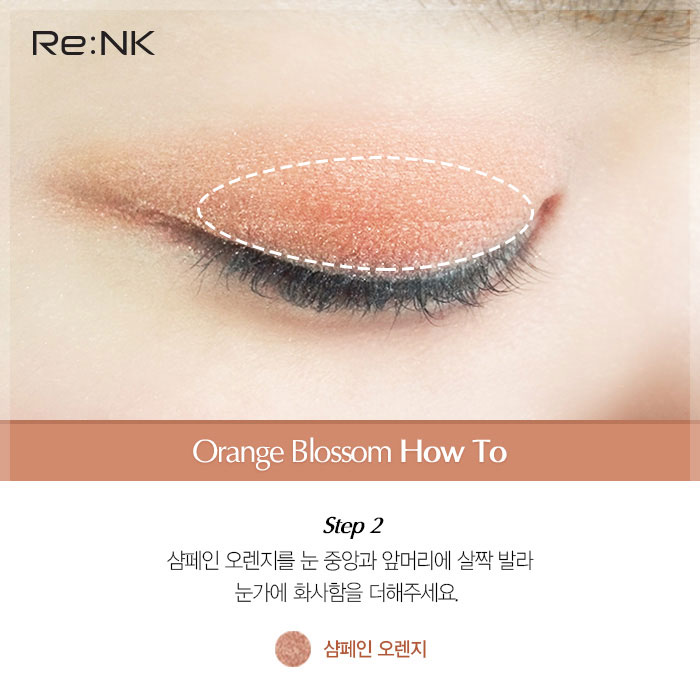 Re:NK
Orange Blossom How To
Step 2
샴페인 오렌지를 눈 중앙과 앞머리에 살짝 발라
눈가에 화사함을 더해주세요.
샴페인 오렌지